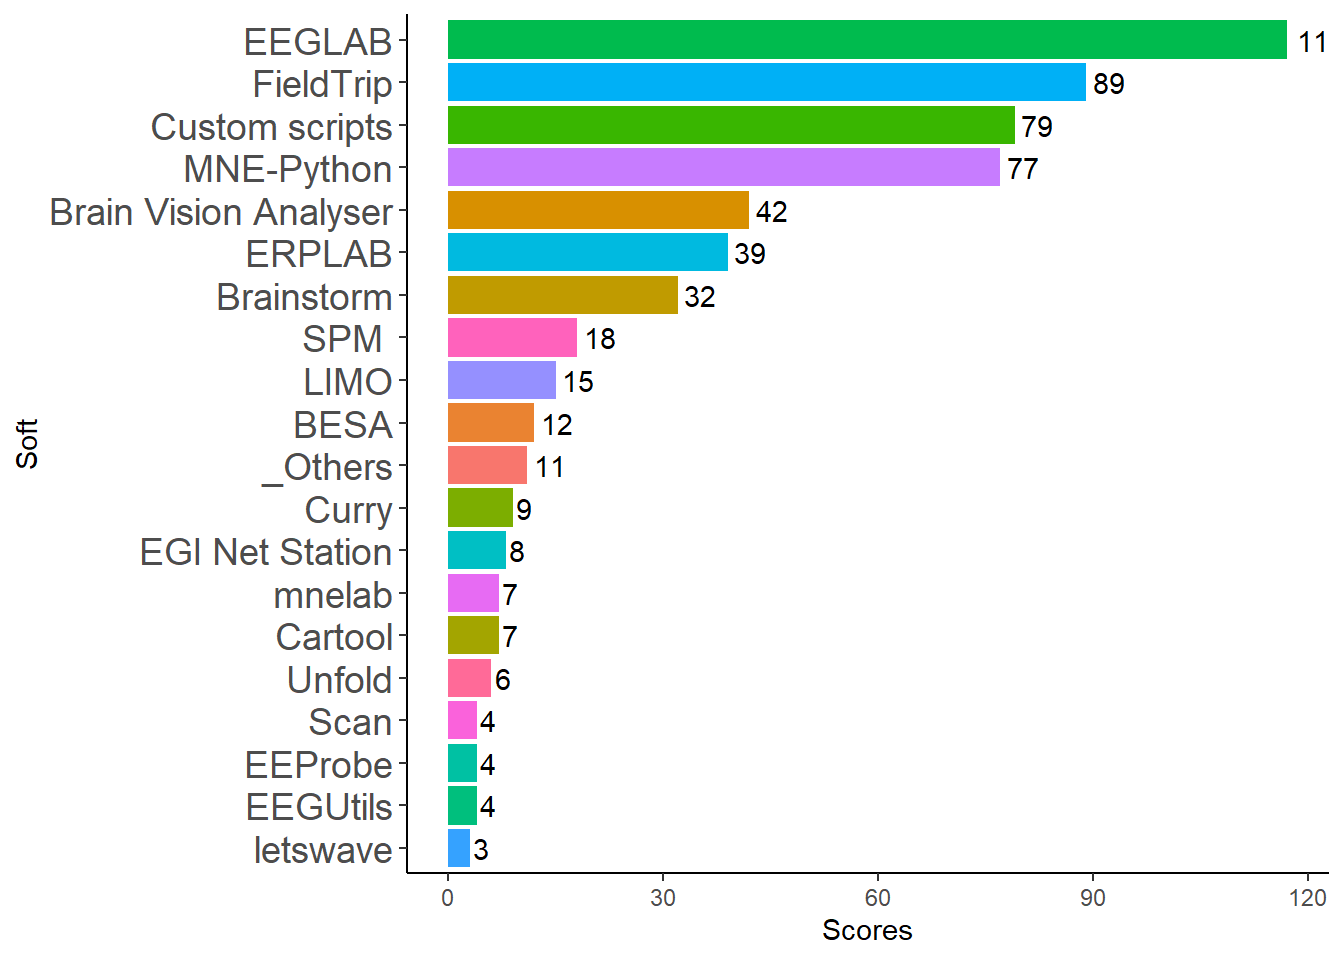 EEGLAB 11
FieldTrip 89
Custom scripts 79
MNE-Python 77
Brain Vision Analyser 42
ERPLAB 39
Brainstorm 32
SPM 18
LIMO 15
BESA 12
_Others 11
Curry 9
EGI Net Station 8
mnelab 7
Cartool 7
Unfold 6
Scan 4
EEProbe 4
EEGUtils 4
letswave 3
0 30 60 90 120
Scores
Soft